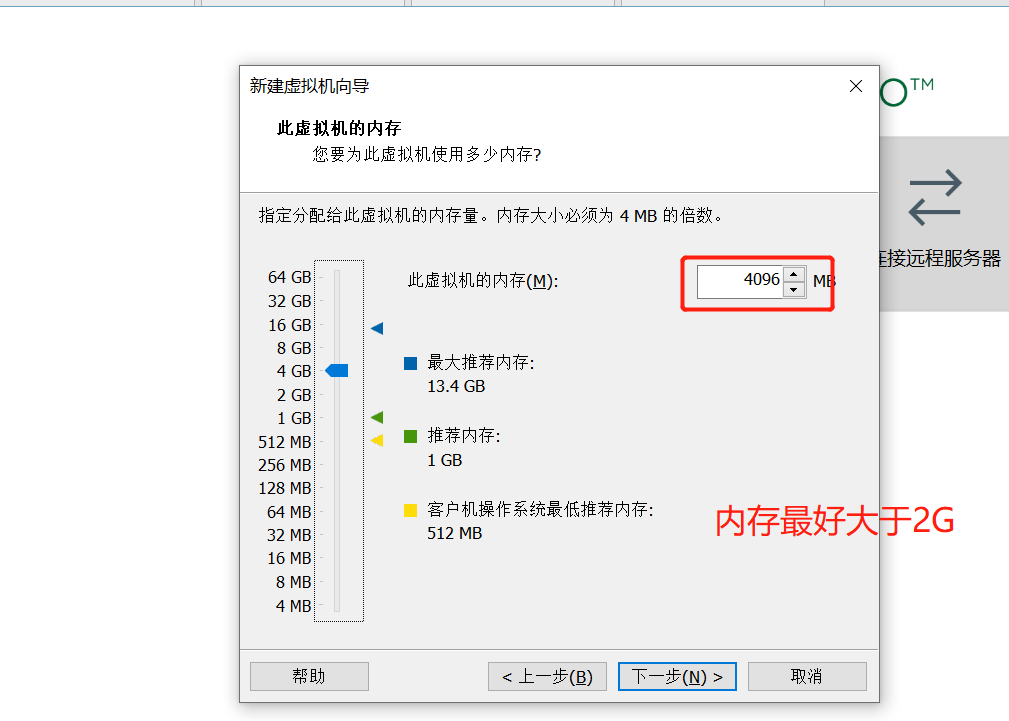 新建虚拟机向导
O™
此虚拟机的内存
您要为此虚拟机使用多少内存?
指定分配给此虚拟机的内存量。内存大小必须为 4 MB 的倍数。
连接远程服务器
64 GB
32 GB
16 GB
8 GB
4 GB
2 GB
1 GB
512 MB
256 MB
128 MB
64 MB
32 MB
16 MB
8 MB
4 MB
此虚拟机的内存(M): 4096 MB
最大推荐内存:
13.4 GB
推荐内存:
1 GB
客户机操作系统最低推荐内存:
512 MB
内存最好大于2G
帮助 < 上一步(B) 下一步(N) > 取消